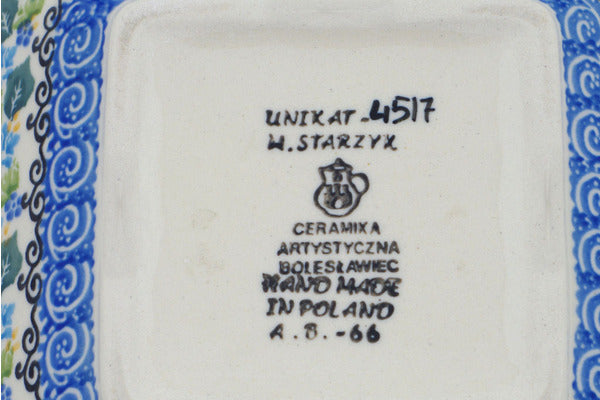 UNIKAT-4517
W. STARZYK
CERAMIKA
ARTYSTYCZNA
BOLESŁAWIEC
HAND MADE
IN POLAND
A.B.-66